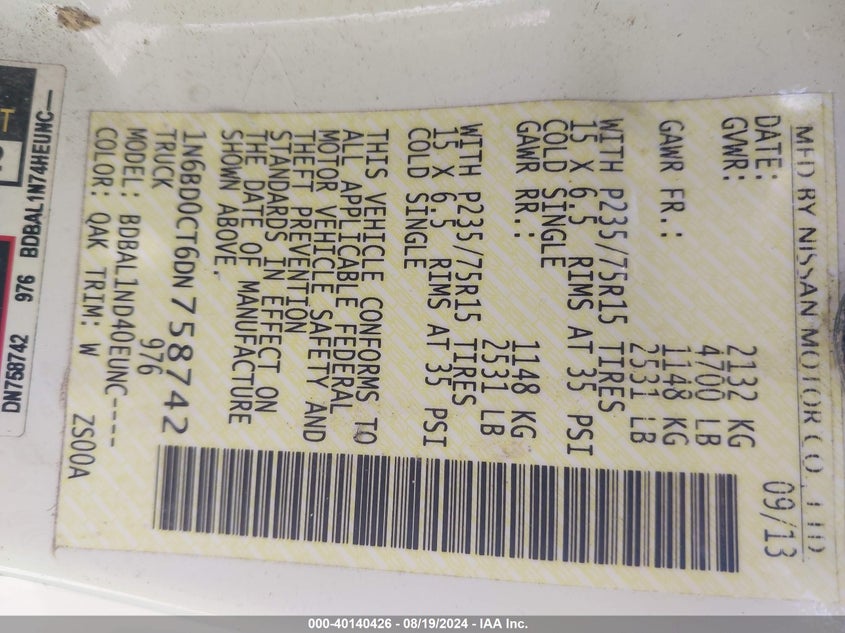 MFD BY NISSAN MOTOR CO., LTD
DATE: 09/13
GVWR: 2132 KG
4700 LB
GAWR FR.: 1148 KG
2531 LB
WITH P235/75R15 TIRES
15 X 6.5 RIMS AT 35 PSI
COLD SINGLE
GAWR RR.: 1148 KG
2531 LB
WITH P235/75R15 TIRES
15 X 6.5 RIMS AT 35 PSI
COLD SINGLE
THIS VEHICLE CONFORMS TO
ALL APPLICABLE FEDERAL
MOTOR VEHICLE SAFETY AND
THEFT PREVENTION
STANDARDS IN EFFECT ON
THE DATE OF MANUFACTURE
SHOWN ABOVE.
1N6BD0CT6DN758742
TRUCK 976
MODEL: BDBAL1ND40EUNC----
COLOR: QAK TRIM: W ZS00A
DN758742 976 BDBAL1N74HEUNC—
000-40140426 - 08/19/2024 - IAA Inc.